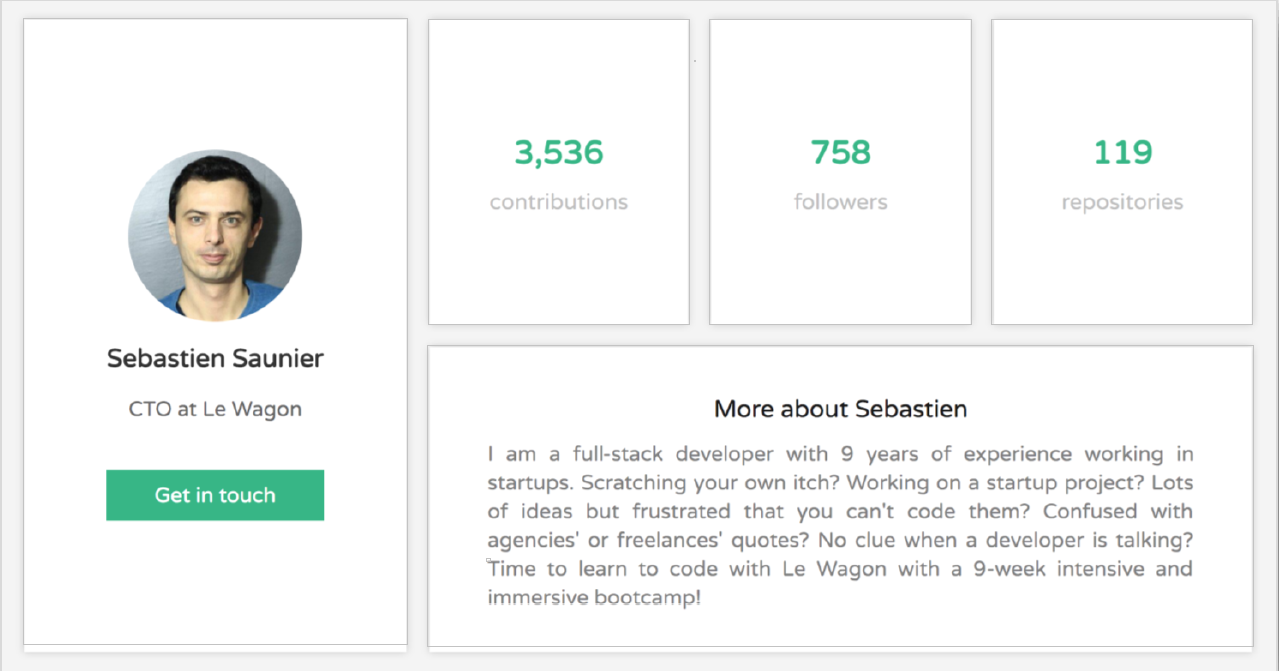 Sebastien Saunier
CTO at Le Wagon
Get in touch
3,536
contributions
758
followers
119
repositories
More about Sebastien
I am a full-stack developer with 9 years of experience working in
startups. Scratching your own itch? Working on a startup project? Lots
of ideas but frustrated that you can't code them? Confused with
agencies' or freelances' quotes? No clue when a developer is talking?
Time to learn to code with Le Wagon with a 9-week intensive and
immersive bootcamp!